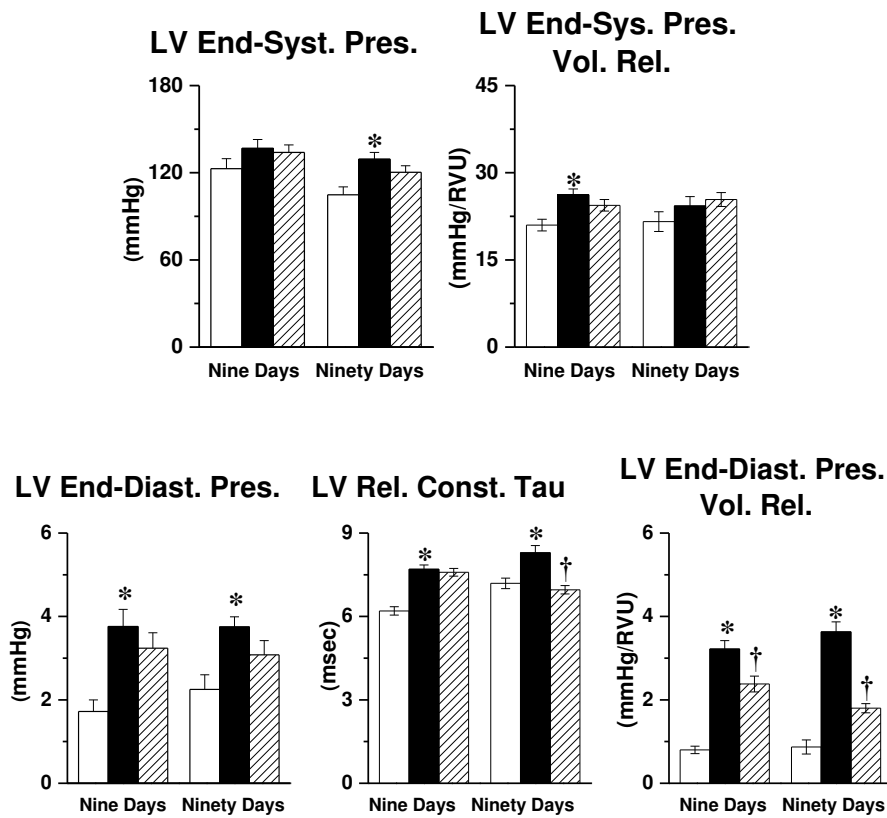 LV End-Syst. Pres.
180
120
60
0
(mmHg)
*
Nine Days Ninety Days
LV End-Sys. Pres.
Vol. Rel.
45
30
15
0
(mmHg/RVU)
*
Nine Days Ninety Days
LV End-Diast. Pres.
6
4
2
0
(mmHg)
* *
Nine Days Ninety Days
LV Rel. Const. Tau
9
6
3
0
(msec)
* * †
Nine Days Ninety Days
LV End-Diast. Pres.
Vol. Rel.
6
4
2
0
(mmHg/RVU)
* † * †
Nine Days Ninety Days